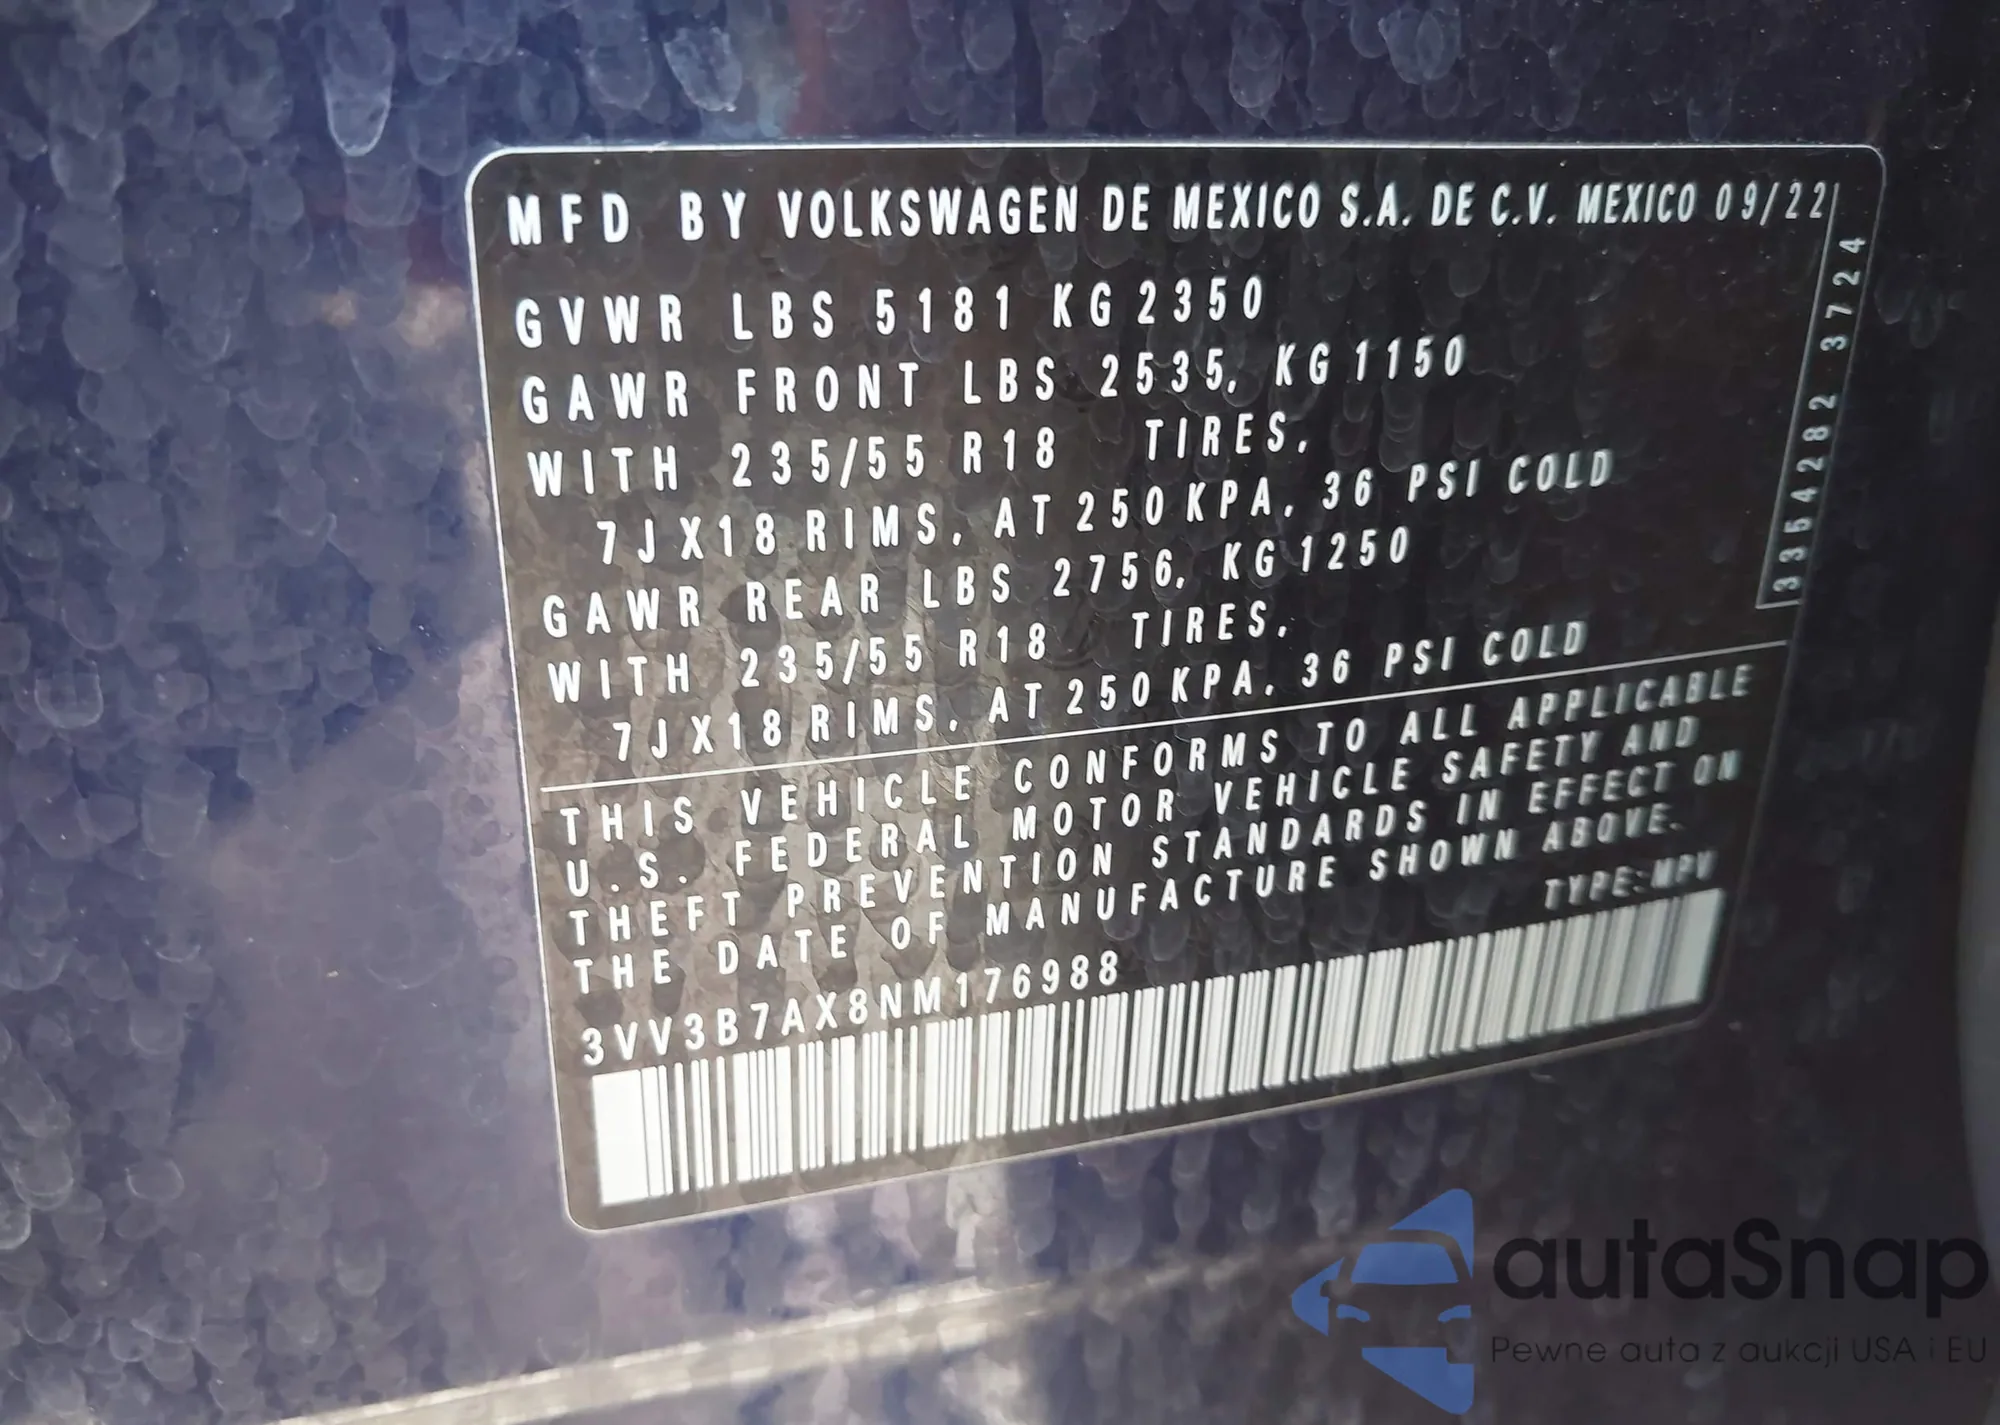 MFD BY VOLKSWAGEN DE MEXICO S.A. DE C.V. MEXICO 09/22
3354282 3724
GVWR LBS 5181 KG 2350
GAWR FRONT LBS 2535, KG 1150
WITH 235/55 R18 TIRES,
7JX18 RIMS, AT 250 KPA, 36 PSI COLD
GAWR REAR LBS 2756, KG 1250
WITH 235/55 R18 TIRES,
7JX18 RIMS, AT 250 KPA, 36 PSI COLD
THIS VEHICLE CONFORMS TO ALL APPLICABLE
U.S. FEDERAL MOTOR VEHICLE SAFETY AND
THEFT PREVENTION STANDARDS IN EFFECT ON
THE DATE OF MANUFACTURE SHOWN ABOVE.
TYPE:MPV
3VV3B7AX8NM176988
autaSnap
Pewne auta z aukcji USA i EU